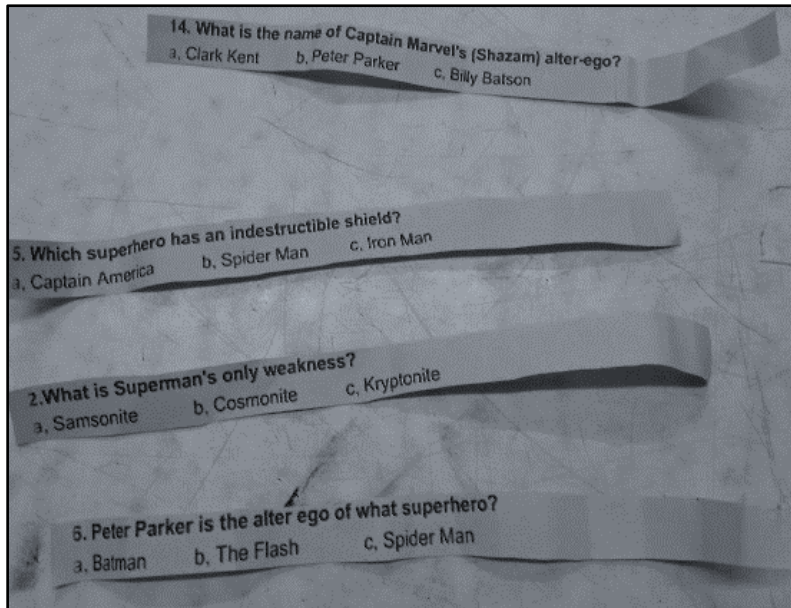 14. What is the name of Captain Marvel's (Shazam) alter-ego?
a, Clark Kent b, Peter Parker c, Billy Batson
5. Which superhero has an indestructible shield?
a, Captain America b, Spider Man c, Iron Man
2.What is Superman's only weakness?
a, Samsonite b, Cosmonite c, Kryptonite
6. Peter Parker is the alter ego of what superhero?
a, Batman b, The Flash c, Spider Man